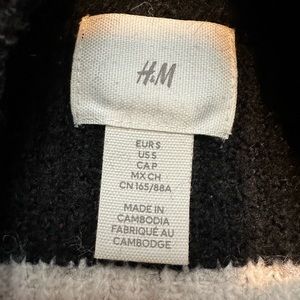 H&M
EUR S
US S
CA P
MX CH
CN 165/88A
MADE IN
CAMBODIA
FABRIQUÉ AU
CAMBODGE